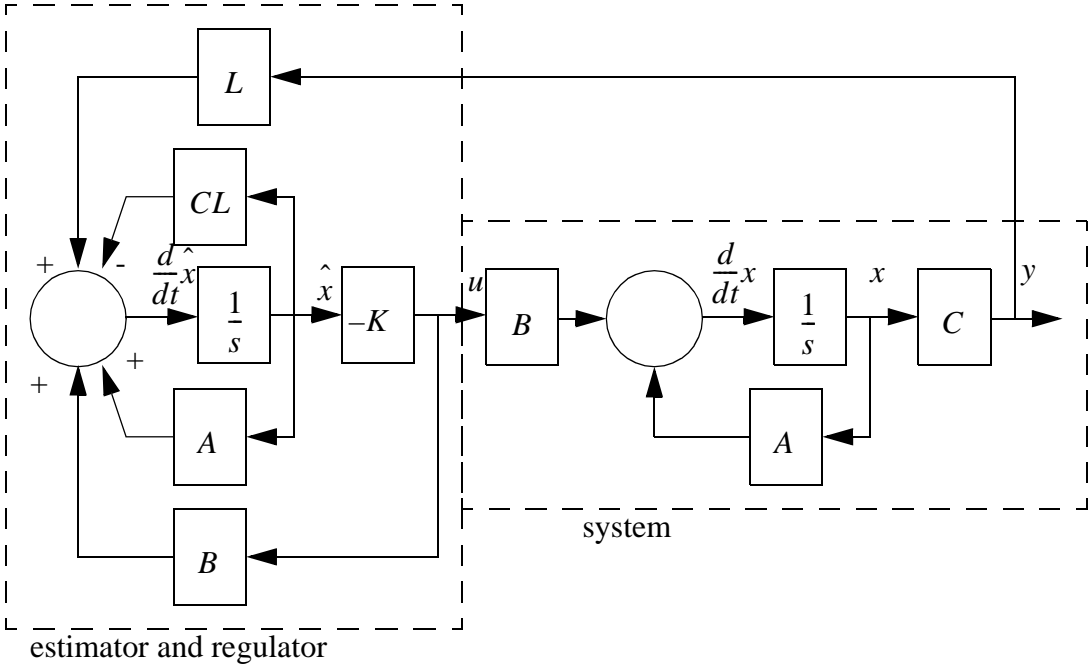 L
CL
+
-
d/dt x̂
1/s
x̂
–K
u
B
d/dt x
1/s
x
C
y
+
+
A
A
B
system
estimator and regulator